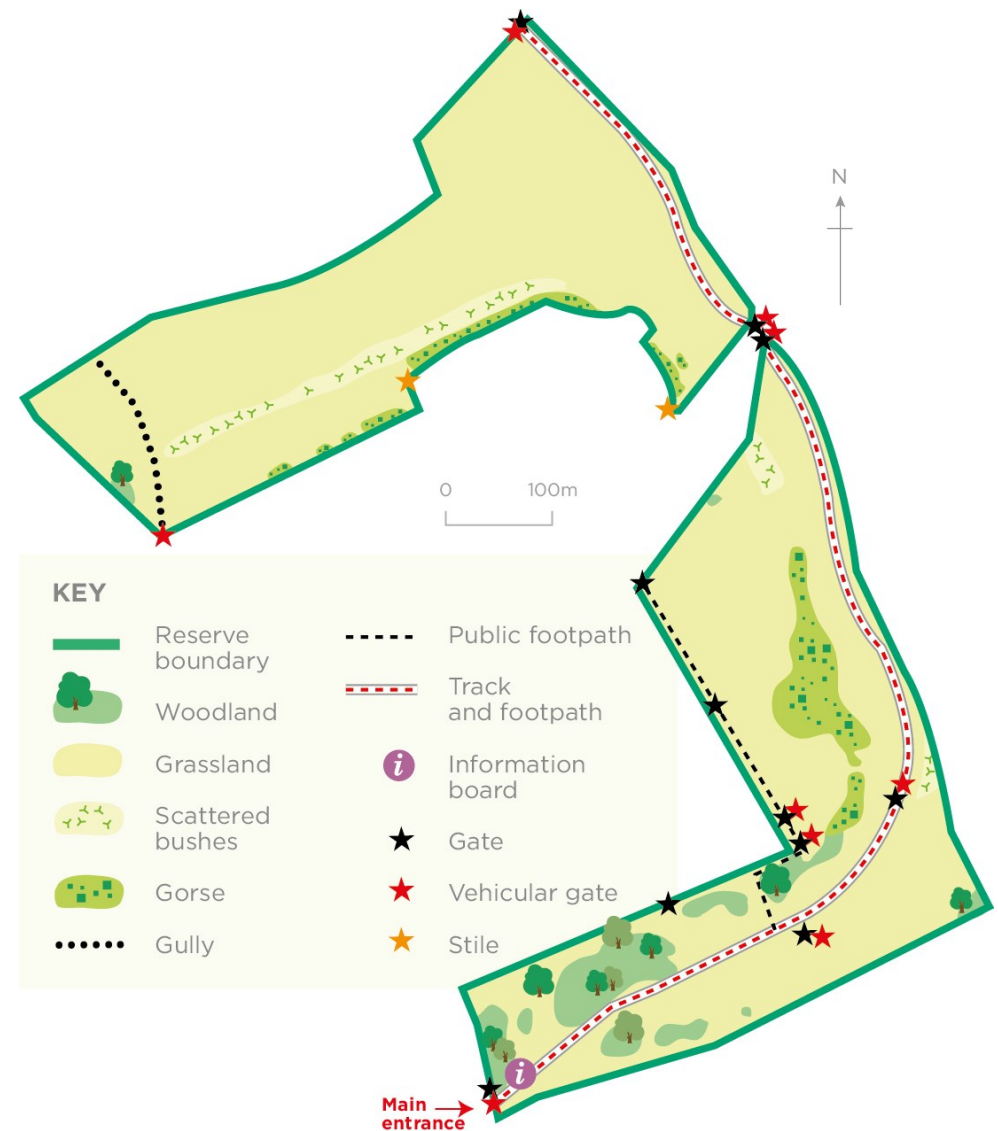 N
0 100m
KEY
Reserve
boundary
Woodland
Grassland
Scattered
bushes
Gorse
Gully
Public footpath
Track
and footpath
i
Information
board
Gate
Vehicular gate
Stile
i
Main
entrance